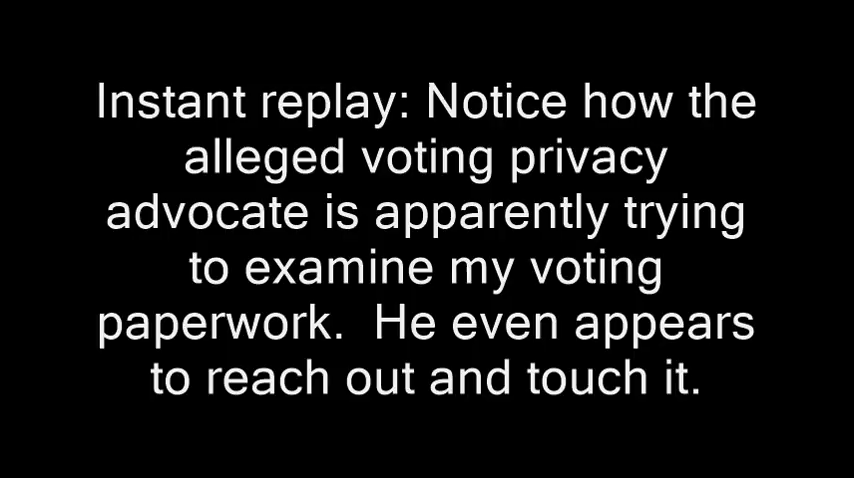 Instant replay: Notice how the
alleged voting privacy
advocate is apparently trying
to examine my voting
paperwork.  He even appears
to reach out and touch it.